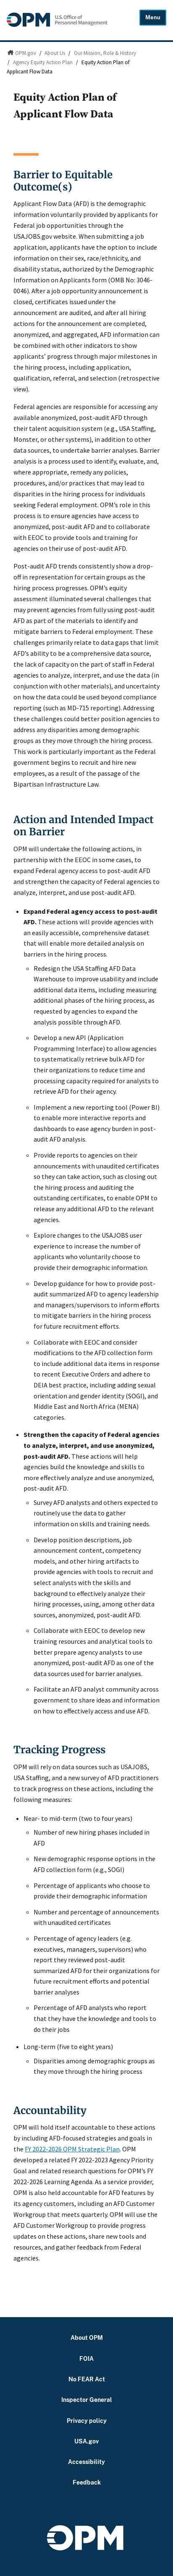 OPM U.S. Office of
Personnel Management
Menu
OPM.gov / About Us / Our Mission, Role & History
/ Agency Equity Action Plan / Equity Action Plan of
Applicant Flow Data
Equity Action Plan of
Applicant Flow Data
Barrier to Equitable
Outcome(s)
Applicant Flow Data (AFD) is the demographic
information voluntarily provided by applicants for
Federal job opportunities through the
USAJOBS.gov website. When submitting a job
application, applicants have the option to include
information on their sex, race/ethnicity, and
disability status, authorized by the Demographic
Information on Applicants form (OMB No: 3046-
0046). After a job opportunity announcement is
closed, certificates issued under the
announcement are audited, and after all hiring
actions for the announcement are completed,
anonymized, and aggregated, AFD information can
be combined with other indicators to show
applicants' progress through major milestones in
the hiring process, including application,
qualification, referral, and selection (retrospective
view).
Federal agencies are responsible for accessing any
available anonymized, post-audit AFD through
their talent acquisition system (e.g., USA Staffing,
Monster, or other systems), in addition to other
data sources, to undertake barrier analyses. Barrier
analysis is a process used to identify, evaluate, and,
where appropriate, remedy any policies,
procedures, and/or practices that may impact
individuals from underserved populations
seeking Federal employment. OPM's role in this
process is to ensure agencies have access to
anonymized, post-audit AFD and to collaborate
with EEOC to provide tools and training to
agencies on their use of post-audit AFD.
Post-audit AFD trends consistently show a drop-
off in representation for certain groups as the
hiring process progresses. OPM's equity
assessment illuminated several challenges that
may prevent agencies from fully using post-audit
AFD as part of the materials used to identify and
mitigate barriers to Federal employment. These
challenges primarily relate to data gaps that limit
AFD's ability to be a comprehensive data source,
the lack of capacity on the part of staff in Federal
agencies to analyze, interpret, and use the data (in
conjunction with other materials), and uncertainty
on how the data could be used beyond compliance
reporting (such as MD-715 reporting). Addressing
these challenges could better position agencies to
analyze any disparities among demographic
groups as they move through the hiring process.
This work is particularly important as the Federal
government begins to recruit and hire new
employees, as a result of the passage of the
Bipartisan Infrastructure Law.
Action and Intended Impact
on Barrier
OPM will undertake the following actions, in
partnership with the EEOC in some cases, to
expand Federal agency access to post-audit AFD
and strengthen the capacity of Federal agencies to
analyze, interpret, and use post-audit AFD.
• Expand Federal agency access to post-audit
AFD. These actions will provide agencies with
an easily accessible, comprehensive dataset
that will enable more detailed analysis on
barriers in the hiring process.
◦ Redesign the USA Staffing AFD Data
Warehouse to improve usability and include
additional data items, including measuring
additional phases of the hiring process, as
requested by agencies to expand the
analysis possible through AFD.
◦ Develop a new API (Application
Programming Interface) to allow agencies
to systematically retrieve bulk AFD for
their organizations to reduce time and
processing capacity required for analysts to
retrieve AFD for their agency.
◦ Implement a new reporting tool (Power BI)
to enable more interactive reports and
dashboards to ease agency burden in post-
audit AFD analysis.
◦ Provide reports to agencies on their
announcements with unaudited certificates
so they can take action, such as closing out
the hiring process and auditing the
outstanding certificates, to enable OPM to
release any additional AFD to the relevant
agencies.
◦ Explore changes to the USAJOBS user
experience to increase the number of
applicants who voluntarily choose to
provide their demographic information.
◦ Develop guidance for how to provide post-
audit summarized AFD to agency leadership
and managers/supervisors to inform efforts
to mitigate barriers in the hiring process
for future recruitment efforts.
◦ Collaborate with EEOC and consider
modifications to the AFD collection form
to include additional data items in response
to recent Executive Orders and adhere to
DEIA best practice, including adding sexual
orientation and gender identity (SOGI), and
Middle East and North Africa (MENA)
categories.
• Strengthen the capacity of Federal agencies
to analyze, interpret, and use anonymized,
post-audit AFD. These actions will help
agencies build the knowledge and skills to
more effectively analyze and use anonymized,
post-audit AFD.
◦ Survey AFD analysts and others expected to
routinely use the data to gather
information on skills and training needs.
◦ Develop position descriptions, job
announcement content, competency
models, and other hiring artifacts to
provide agencies with tools to recruit and
select analysts with the skills and
background to effectively analyze their
hiring processes, using, among other data
sources, anonymized, post-audit AFD.
◦ Collaborate with EEOC to develop new
training resources and analytical tools to
better prepare agency analysts to use
anonymized, post-audit AFD as one of the
data sources used for barrier analyses.
◦ Facilitate an AFD analyst community across
government to share ideas and information
on how to effectively access and use AFD.
Tracking Progress
OPM will rely on data sources such as USAJOBS,
USA Staffing, and a new survey of AFD practitioners
to track progress on these actions, including the
following measures:
• Near- to mid-term (two to four years)
◦ Number of new hiring phases included in
AFD
◦ New demographic response options in the
AFD collection form (e.g., SOGI)
◦ Percentage of applicants who choose to
provide their demographic information
◦ Number and percentage of announcements
with unaudited certificates
◦ Percentage of agency leaders (e.g.
executives, managers, supervisors) who
report they reviewed post-audit
summarized AFD for their organizations for
future recruitment efforts and potential
barrier analyses
◦ Percentage of AFD analysts who report
that they have the knowledge and tools to
do their jobs
• Long-term (five to eight years)
◦ Disparities among demographic groups as
they move through the hiring process
Accountability
OPM will hold itself accountable to these actions
by including AFD-focused strategies and goals in
the FY 2022-2026 OPM Strategic Plan. OPM
developed a related FY 2022-2023 Agency Priority
Goal and related research questions for OPM's FY
2022-2026 Learning Agenda. As a service provider,
OPM is also held accountable for AFD features by
its agency customers, including an AFD Customer
Workgroup that meets quarterly. OPM will use the
AFD Customer Workgroup to provide progress
updates on these actions, share new tools and
resources, and gather feedback from Federal
agencies.
About OPM
FOIA
No FEAR Act
Inspector General
Privacy policy
USA.gov
Accessibility
Feedback
OPM